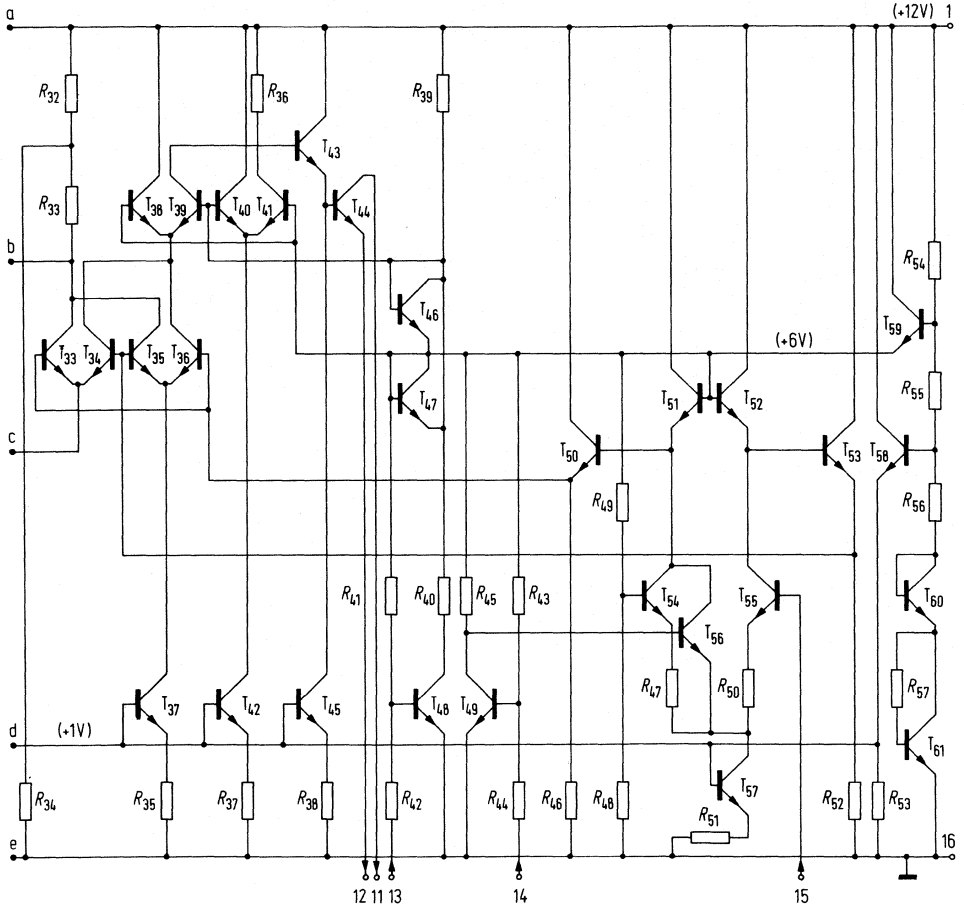 a (+12V) 1
R32 R36 R39
T43
R33 T38 T39 T40 T41 T44
b R54
T46 T59
(+6V)
T33 T34 T35 T36 T47 R55
T51 T52
c T50 T53 T58
R49 R56
R41 R40 R45 R43 T54 T55 T60
T56
R47 R50 R57
T37 T42 T45 T48 T49
d (+1V) T61
T57
R34 R35 R37 R38 R42 R44 R46 R48 R52 R53
R51
e 16
12 11 13 14 15